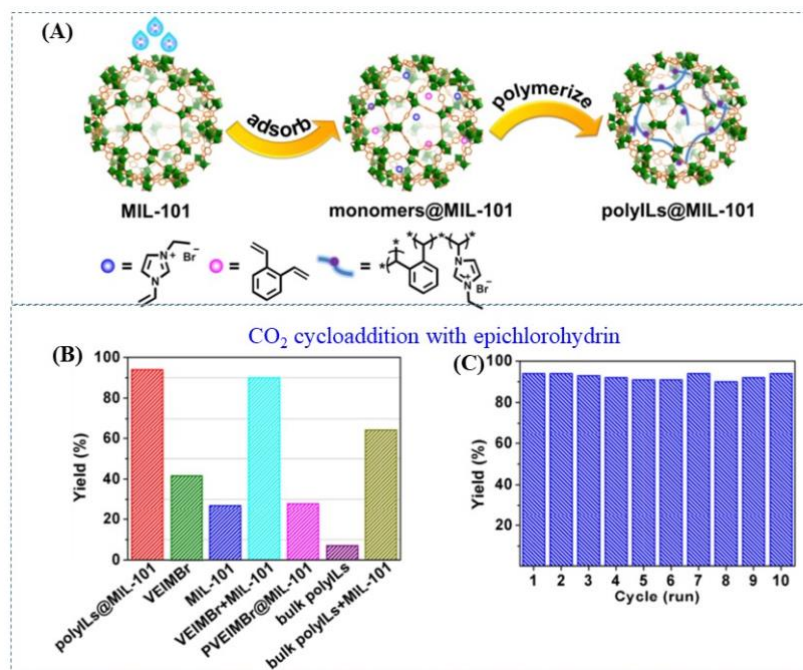 (A)
adsorb
polymerize
MIL-101
monomers@MIL-101
polyILs@MIL-101
= N N + Br−
=
= * * * * * N N + Br−
CO2 cycloaddition with epichlorohydrin
(B)
100
80
60
40
20
0
Yield (%)
polyILs@MIL-101
VEIMBr
MIL-101
VEIMBr+MIL-101
PVEIMBr@MIL-101
bulk polyILs
bulk polyILs+MIL-101
(C)
100
80
60
40
20
Yield (%)
1 2 3 4 5 6 7 8 9 10
Cycle (run)